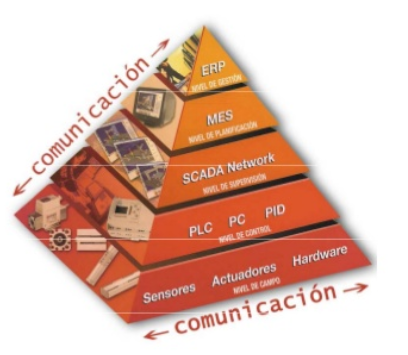 ← comunicación →
ERP
NIVEL DE GESTIÓN
MES
NIVEL DE PLANIFICACIÓN
SCADA Network
NIVEL DE SUPERVISIÓN
PLC PC PID
NIVEL DE CONTROL
Sensores Actuadores Hardware
NIVEL DE CAMPO
← comunicación →